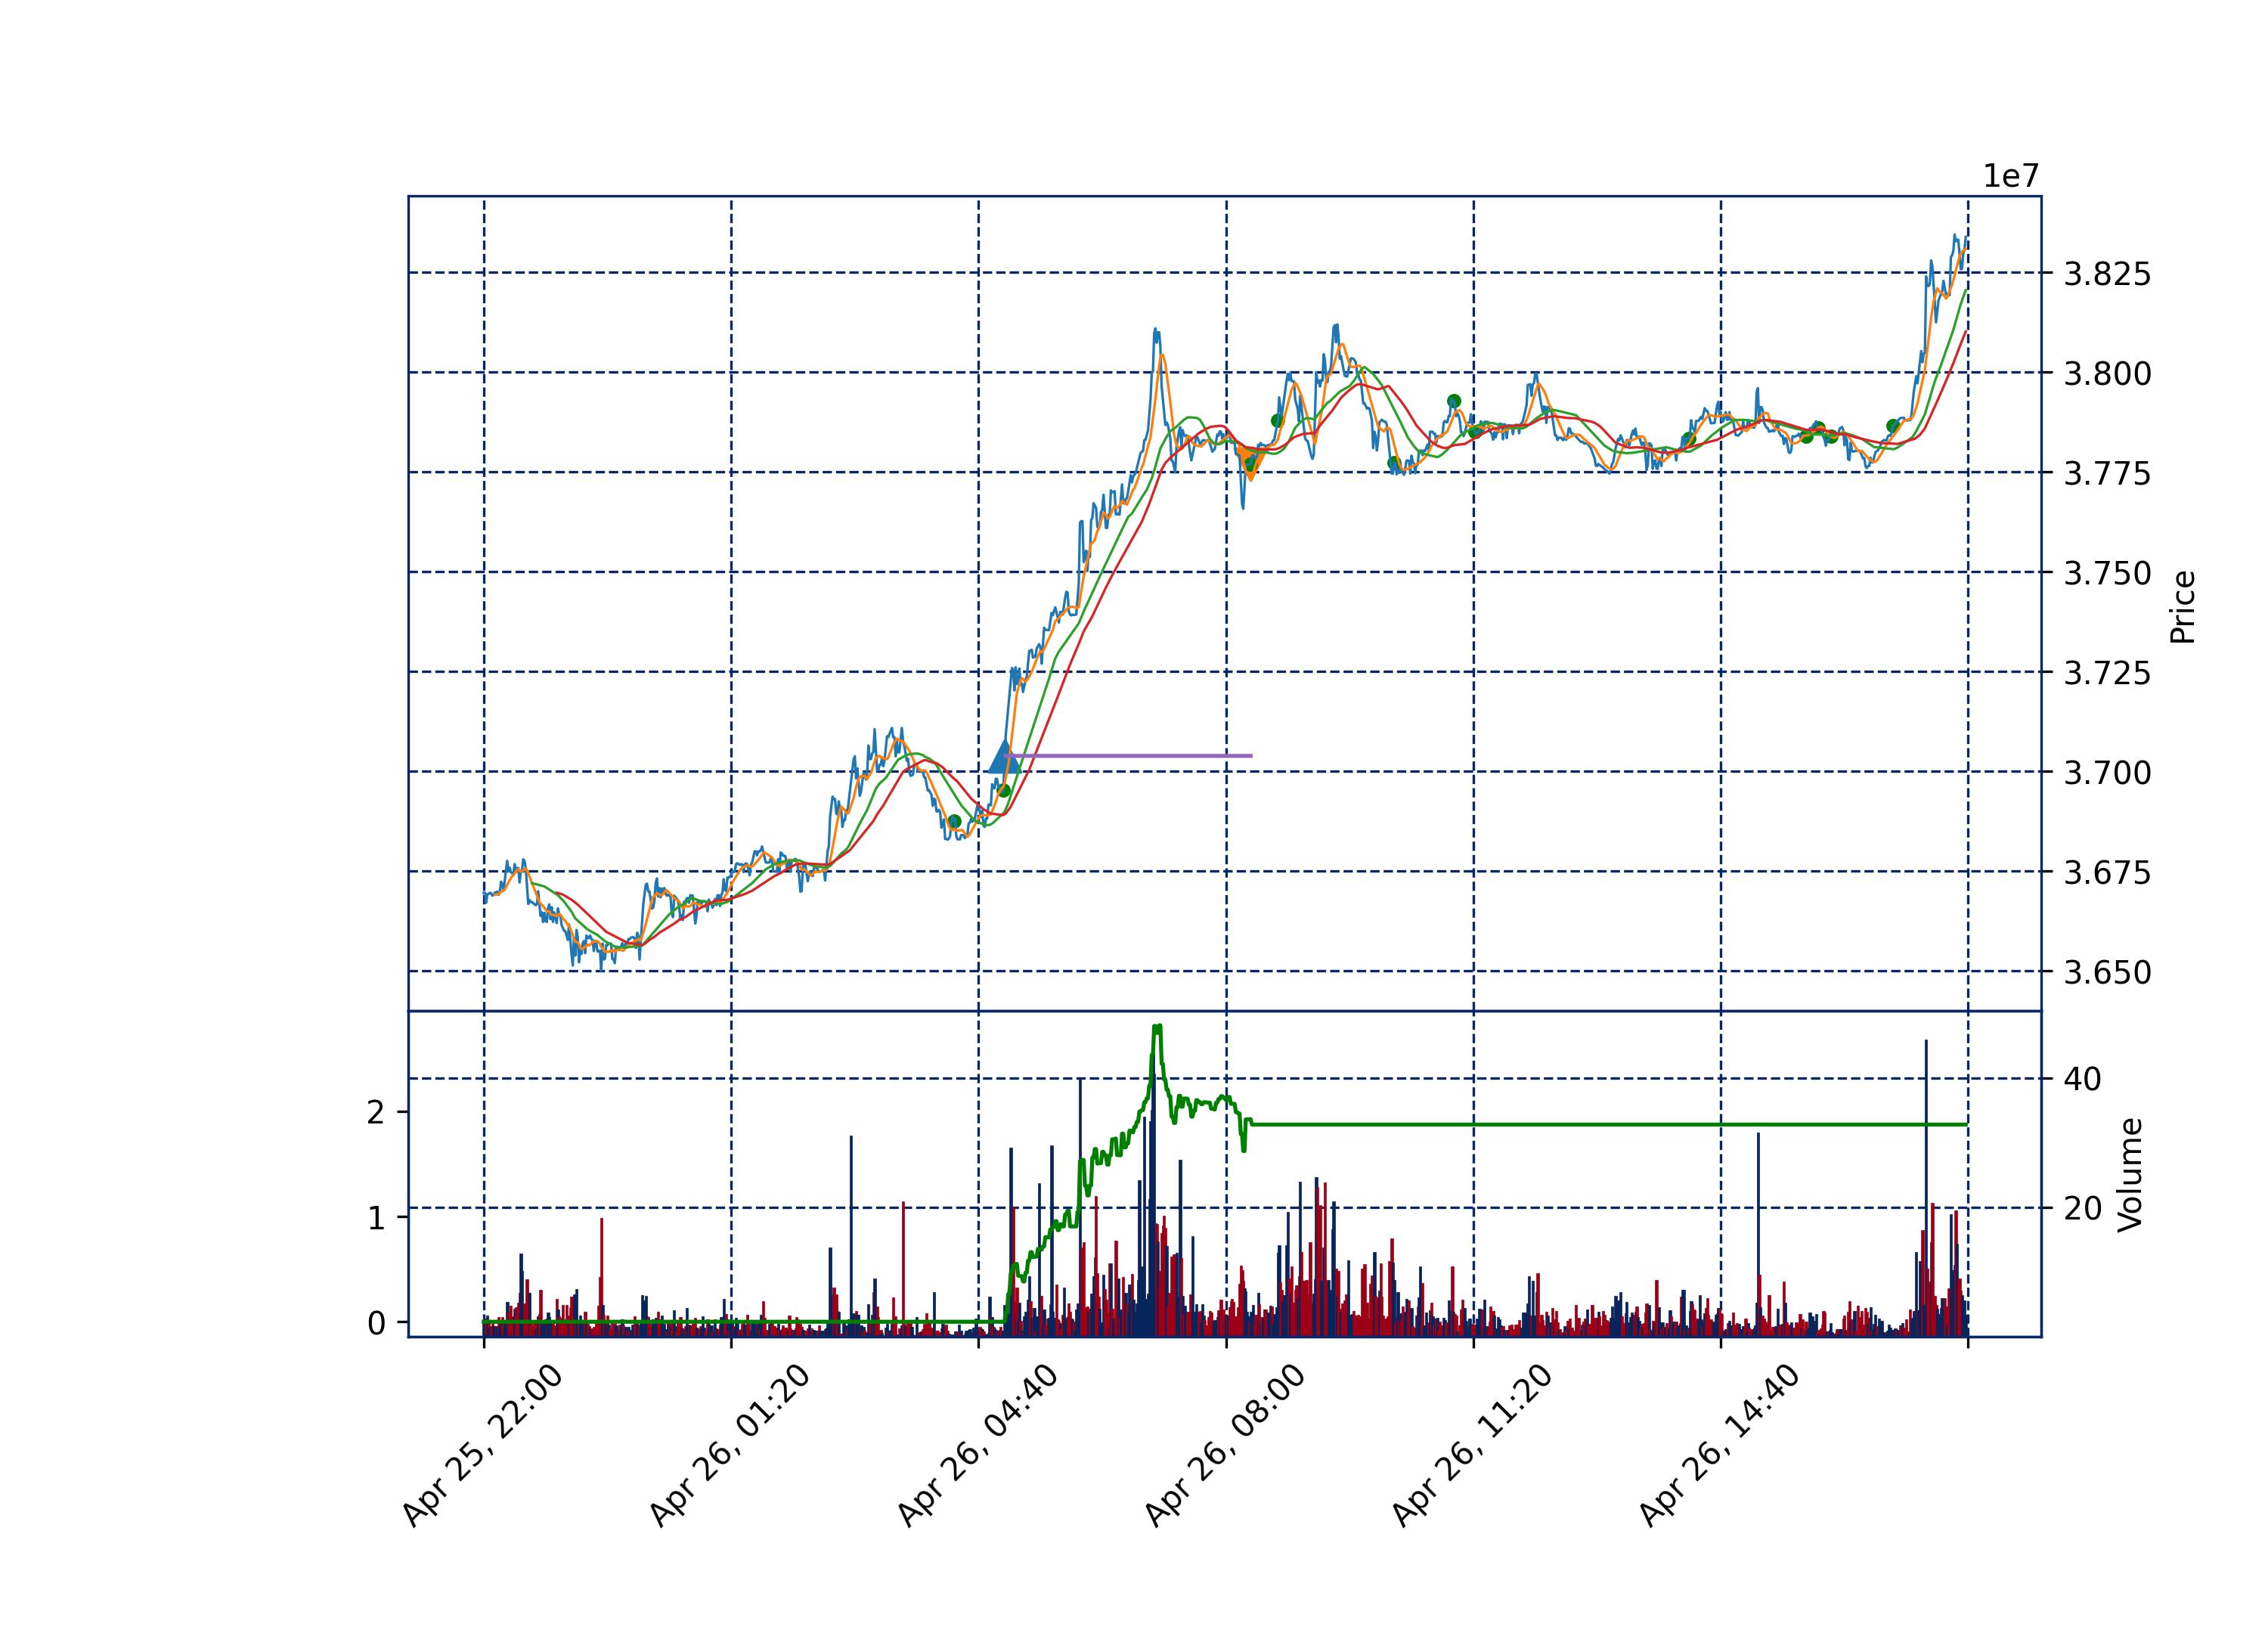 1e7
3.825
3.800
3.775
3.750
3.725
3.700
3.675
3.650
Price
2
1
0
40
20
Volume
Apr 25, 22:00
Apr 26, 01:20
Apr 26, 04:40
Apr 26, 08:00
Apr 26, 11:20
Apr 26, 14:40